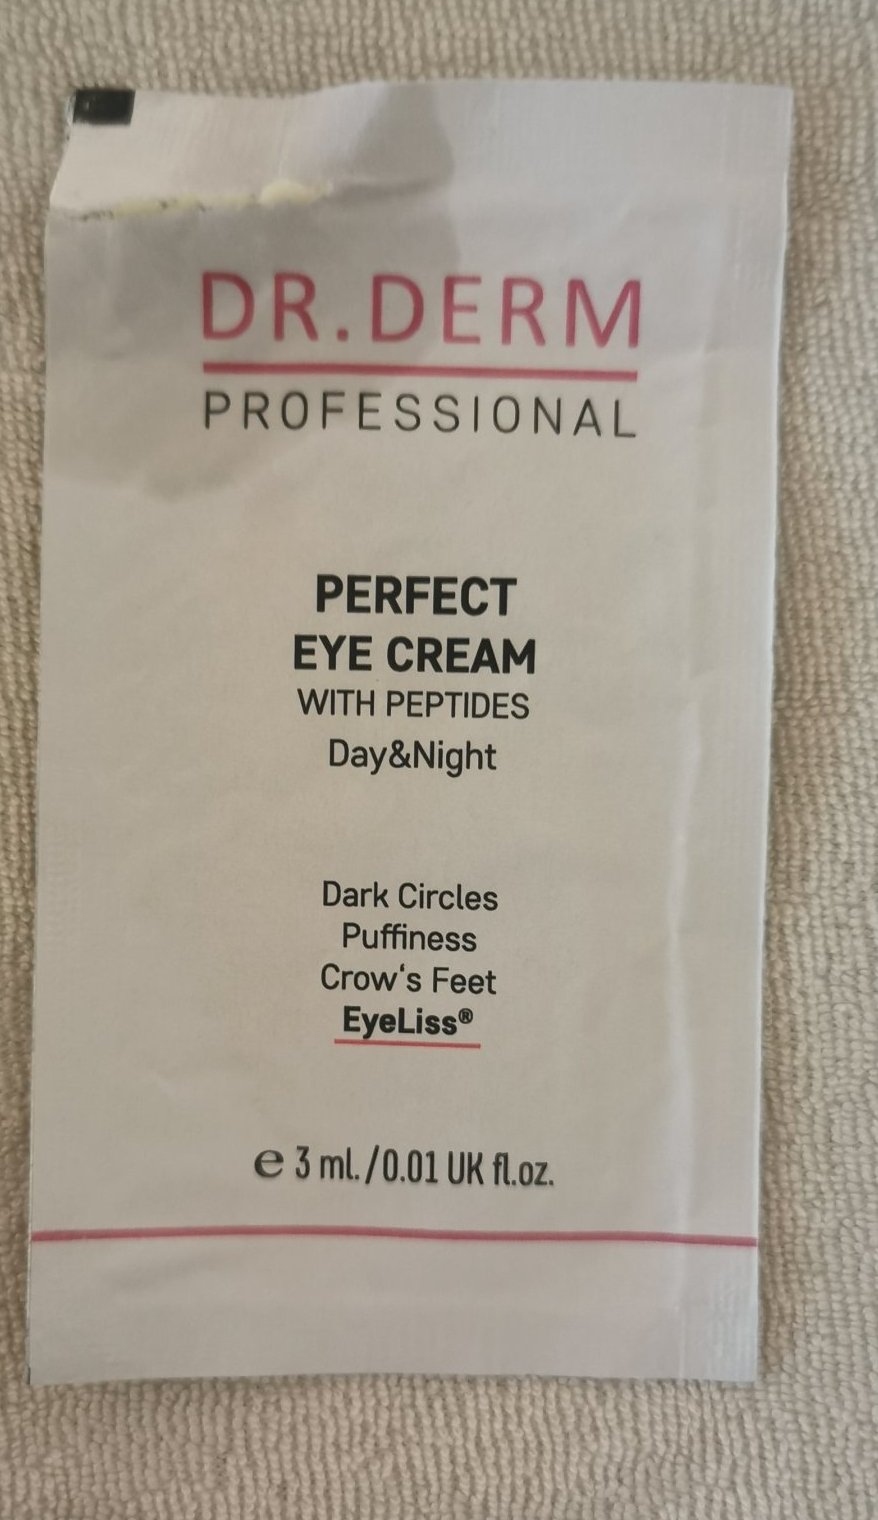 DR.DERM
PROFESSIONAL
PERFECT
EYE CREAM
WITH PEPTIDES
Day&Night
Dark Circles
Puffiness
Crow‘s Feet
EyeLiss®
℮ 3 ml./0.01 UK fl.oz.